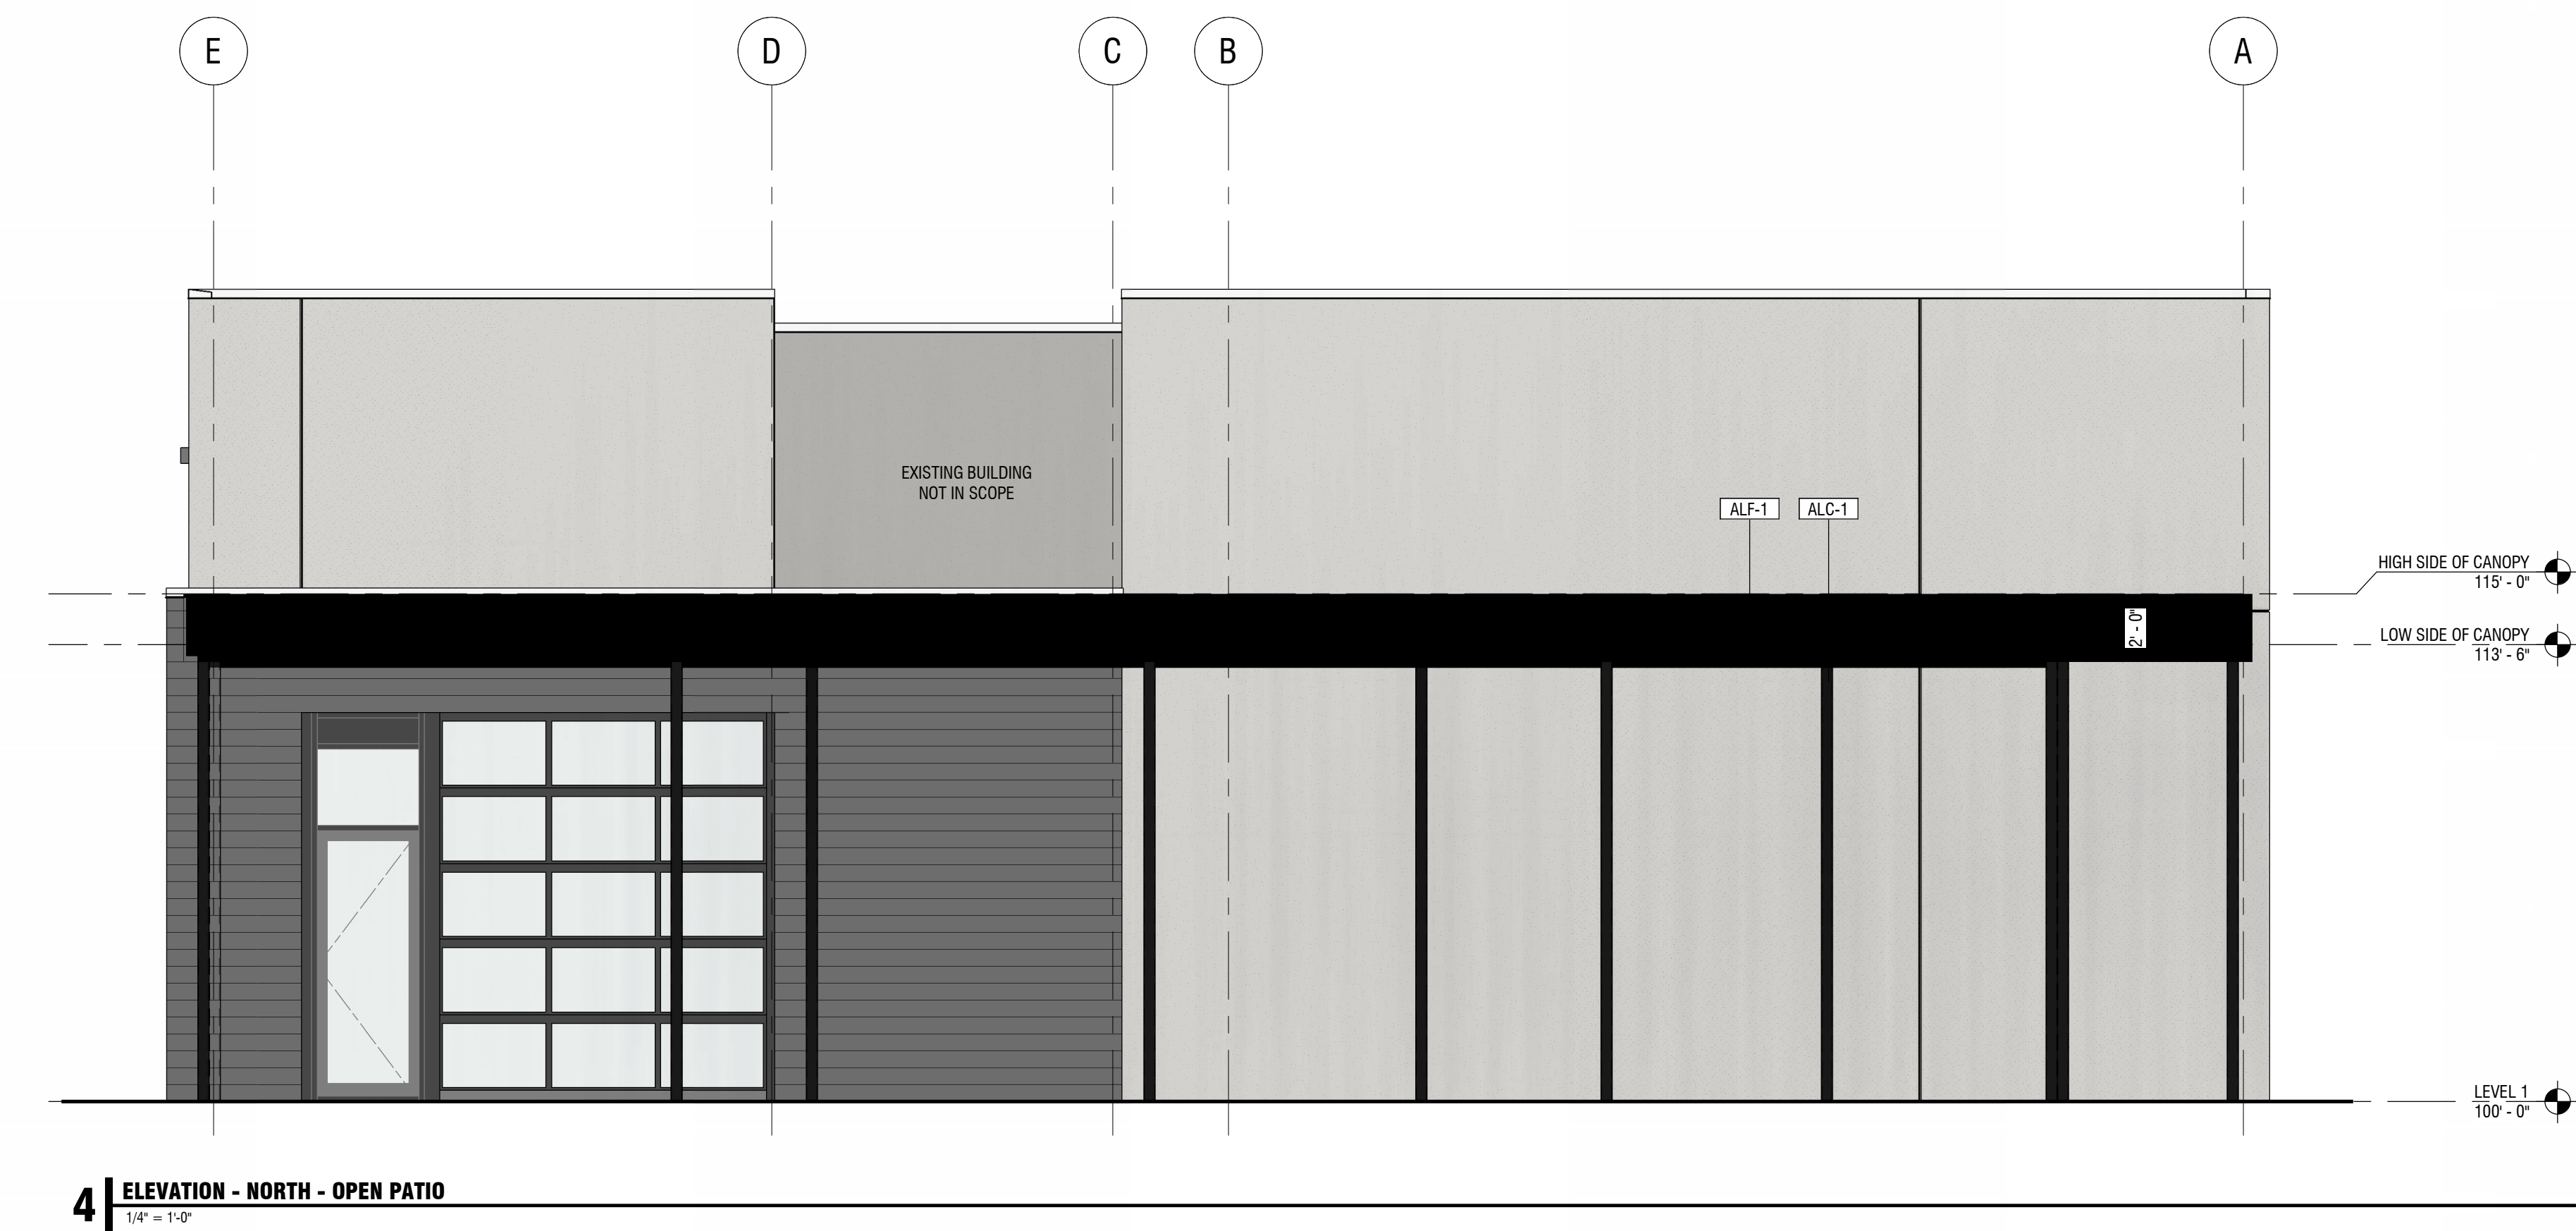 E
D
C
B
A
EXISTING BUILDING
NOT IN SCOPE
ALF-1
ALC-1
HIGH SIDE OF CANOPY
115' - 0"
2' - 0"
LOW SIDE OF CANOPY
113' - 6"
LEVEL 1
100' - 0"
4
ELEVATION - NORTH - OPEN PATIO
1/4" = 1'-0"